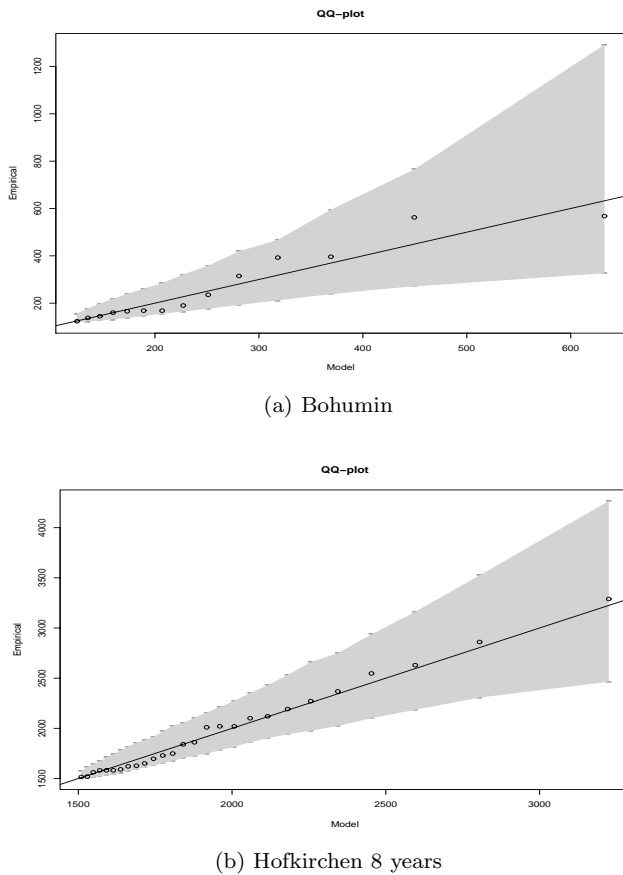 QQ−plot
1200
1000
800
600
400
200
Empirical
200 300 400 500 600
Model
(a) Bohumin
QQ−plot
4000
3500
3000
2500
2000
1500
Empirical
1500 2000 2500 3000
Model
(b) Hofkirchen 8 years